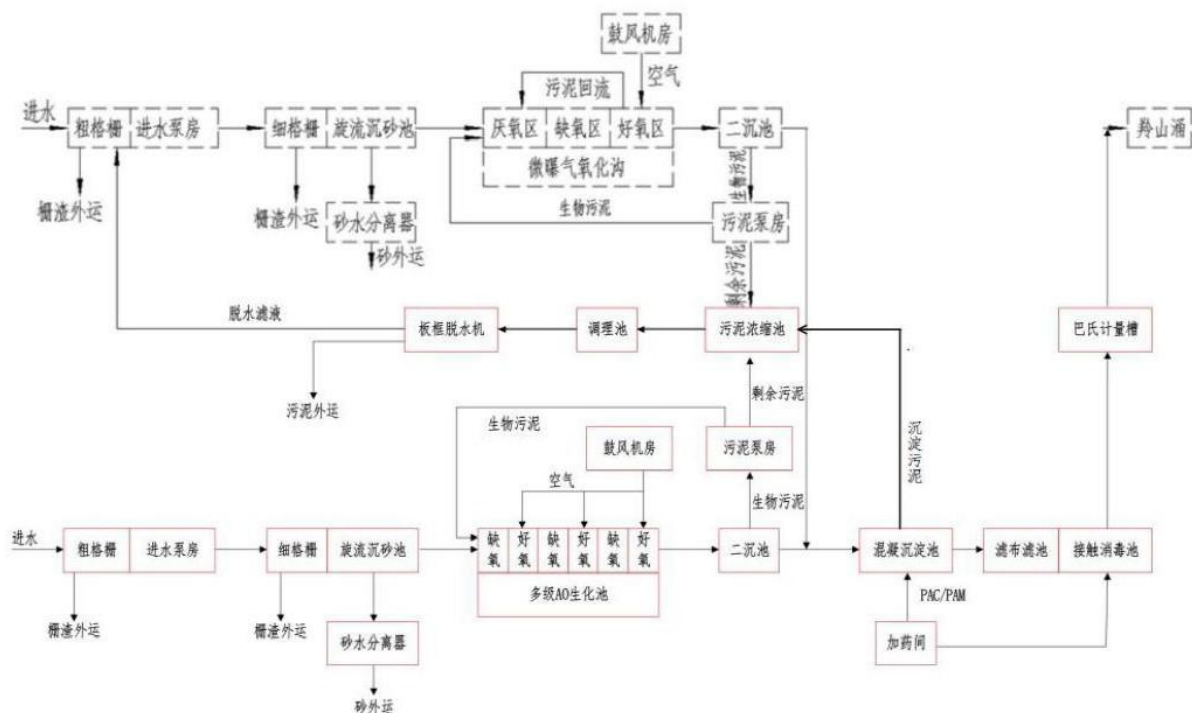 鼓风机房
污泥回流
空气
进水
粗格栅
进水泵房
细格栅
旋流沉砂池
厌氧区
缺氧区
好氧区
二沉池
羚山涌
微曝气氧化沟
生物污泥
栅渣外运
栅渣外运
砂水分离器
生物污泥
污泥泵房
砂外运
剩余污泥
脱水滤液
板框脱水机
调理池
污泥浓缩池
巴氏计量槽
污泥外运
剩余污泥
生物污泥
鼓风机房
污泥泵房
沉淀污泥
空气
生物污泥
进水
粗格栅
进水泵房
细格栅
旋流沉砂池
缺氧
好氧
缺氧
好氧
缺氧
好氧
二沉池
混凝沉淀池
滤布滤池
接触消毒池
多级AO生化池
PAC/PAM
栅渣外运
栅渣外运
砂水分离器
加药间
砂外运